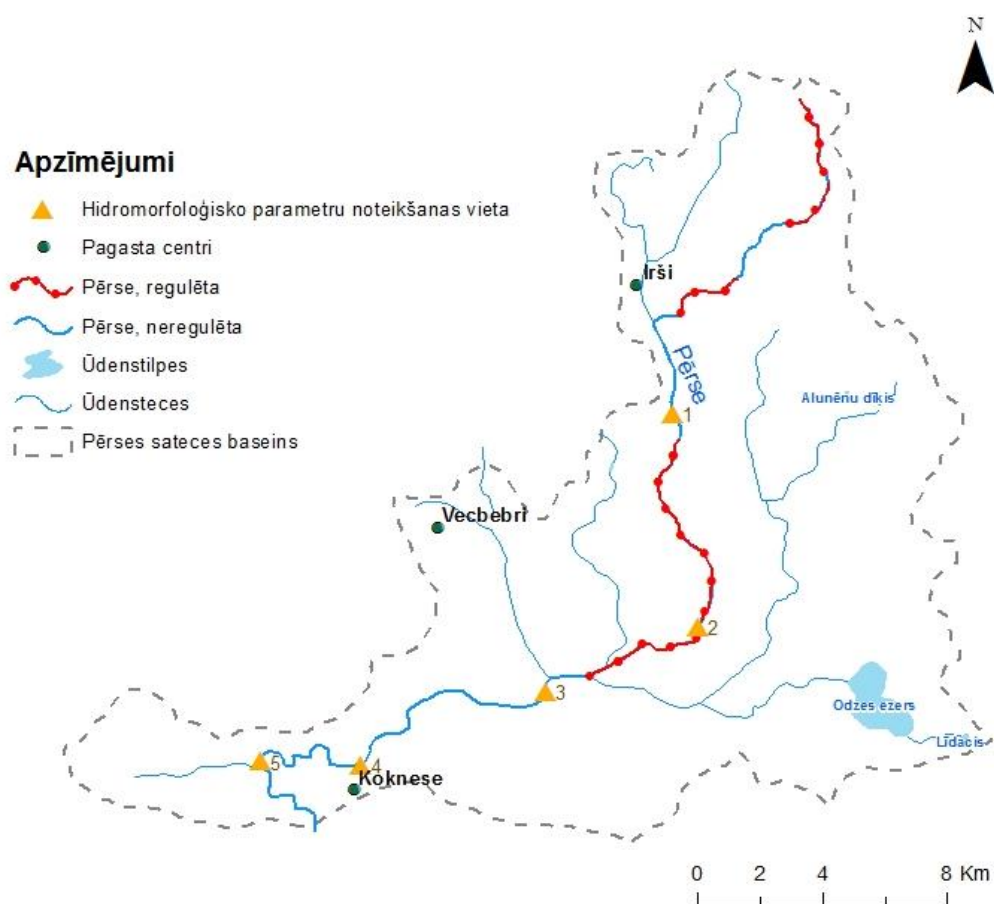 N
Apzīmējumi
Hidromorfoloģisko parametru noteikšanas vieta
Pagasta centri
Pērse, regulēta
Pērse, neregulēta
Ūdenstilpes
Ūdensteces
Pērses sateces baseins
Irši
Pērse
1
Alunēnu dīķis
Vecbebri
2
3
Odzes ezers
Līdacis
5
4
Koknese
0 2 4 8 Km